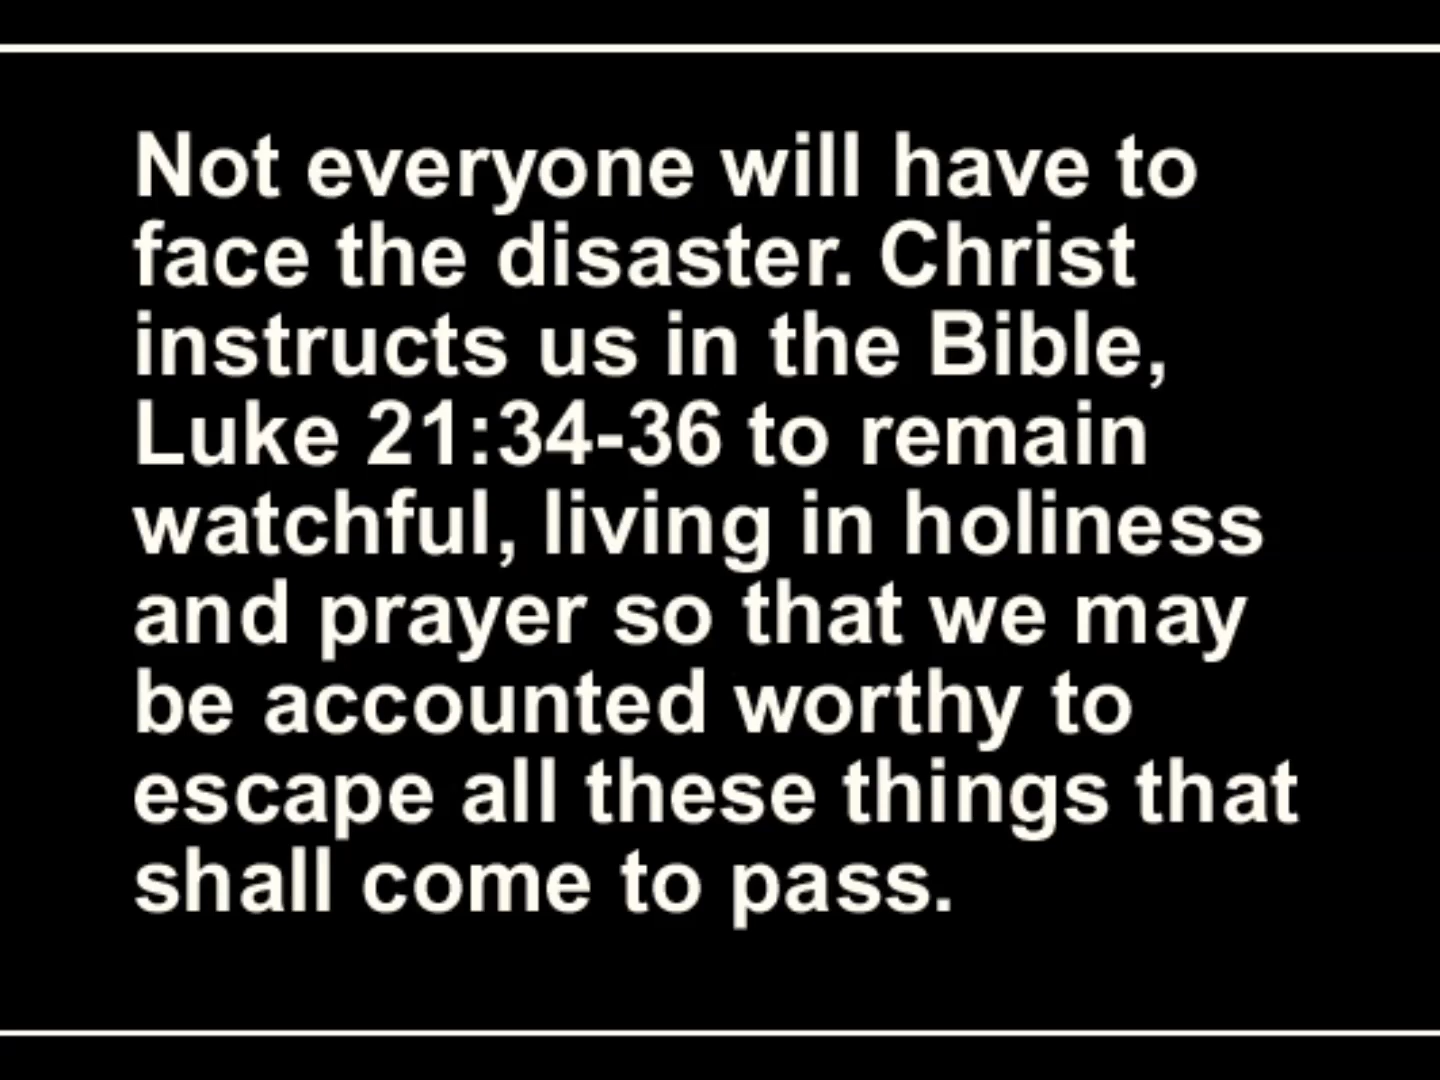 Not everyone will have to
face the disaster. Christ
instructs us in the Bible,
Luke 21:34-36 to remain
watchful, living in holiness
and prayer so that we may
be accounted worthy to
escape all these things that
shall come to pass.